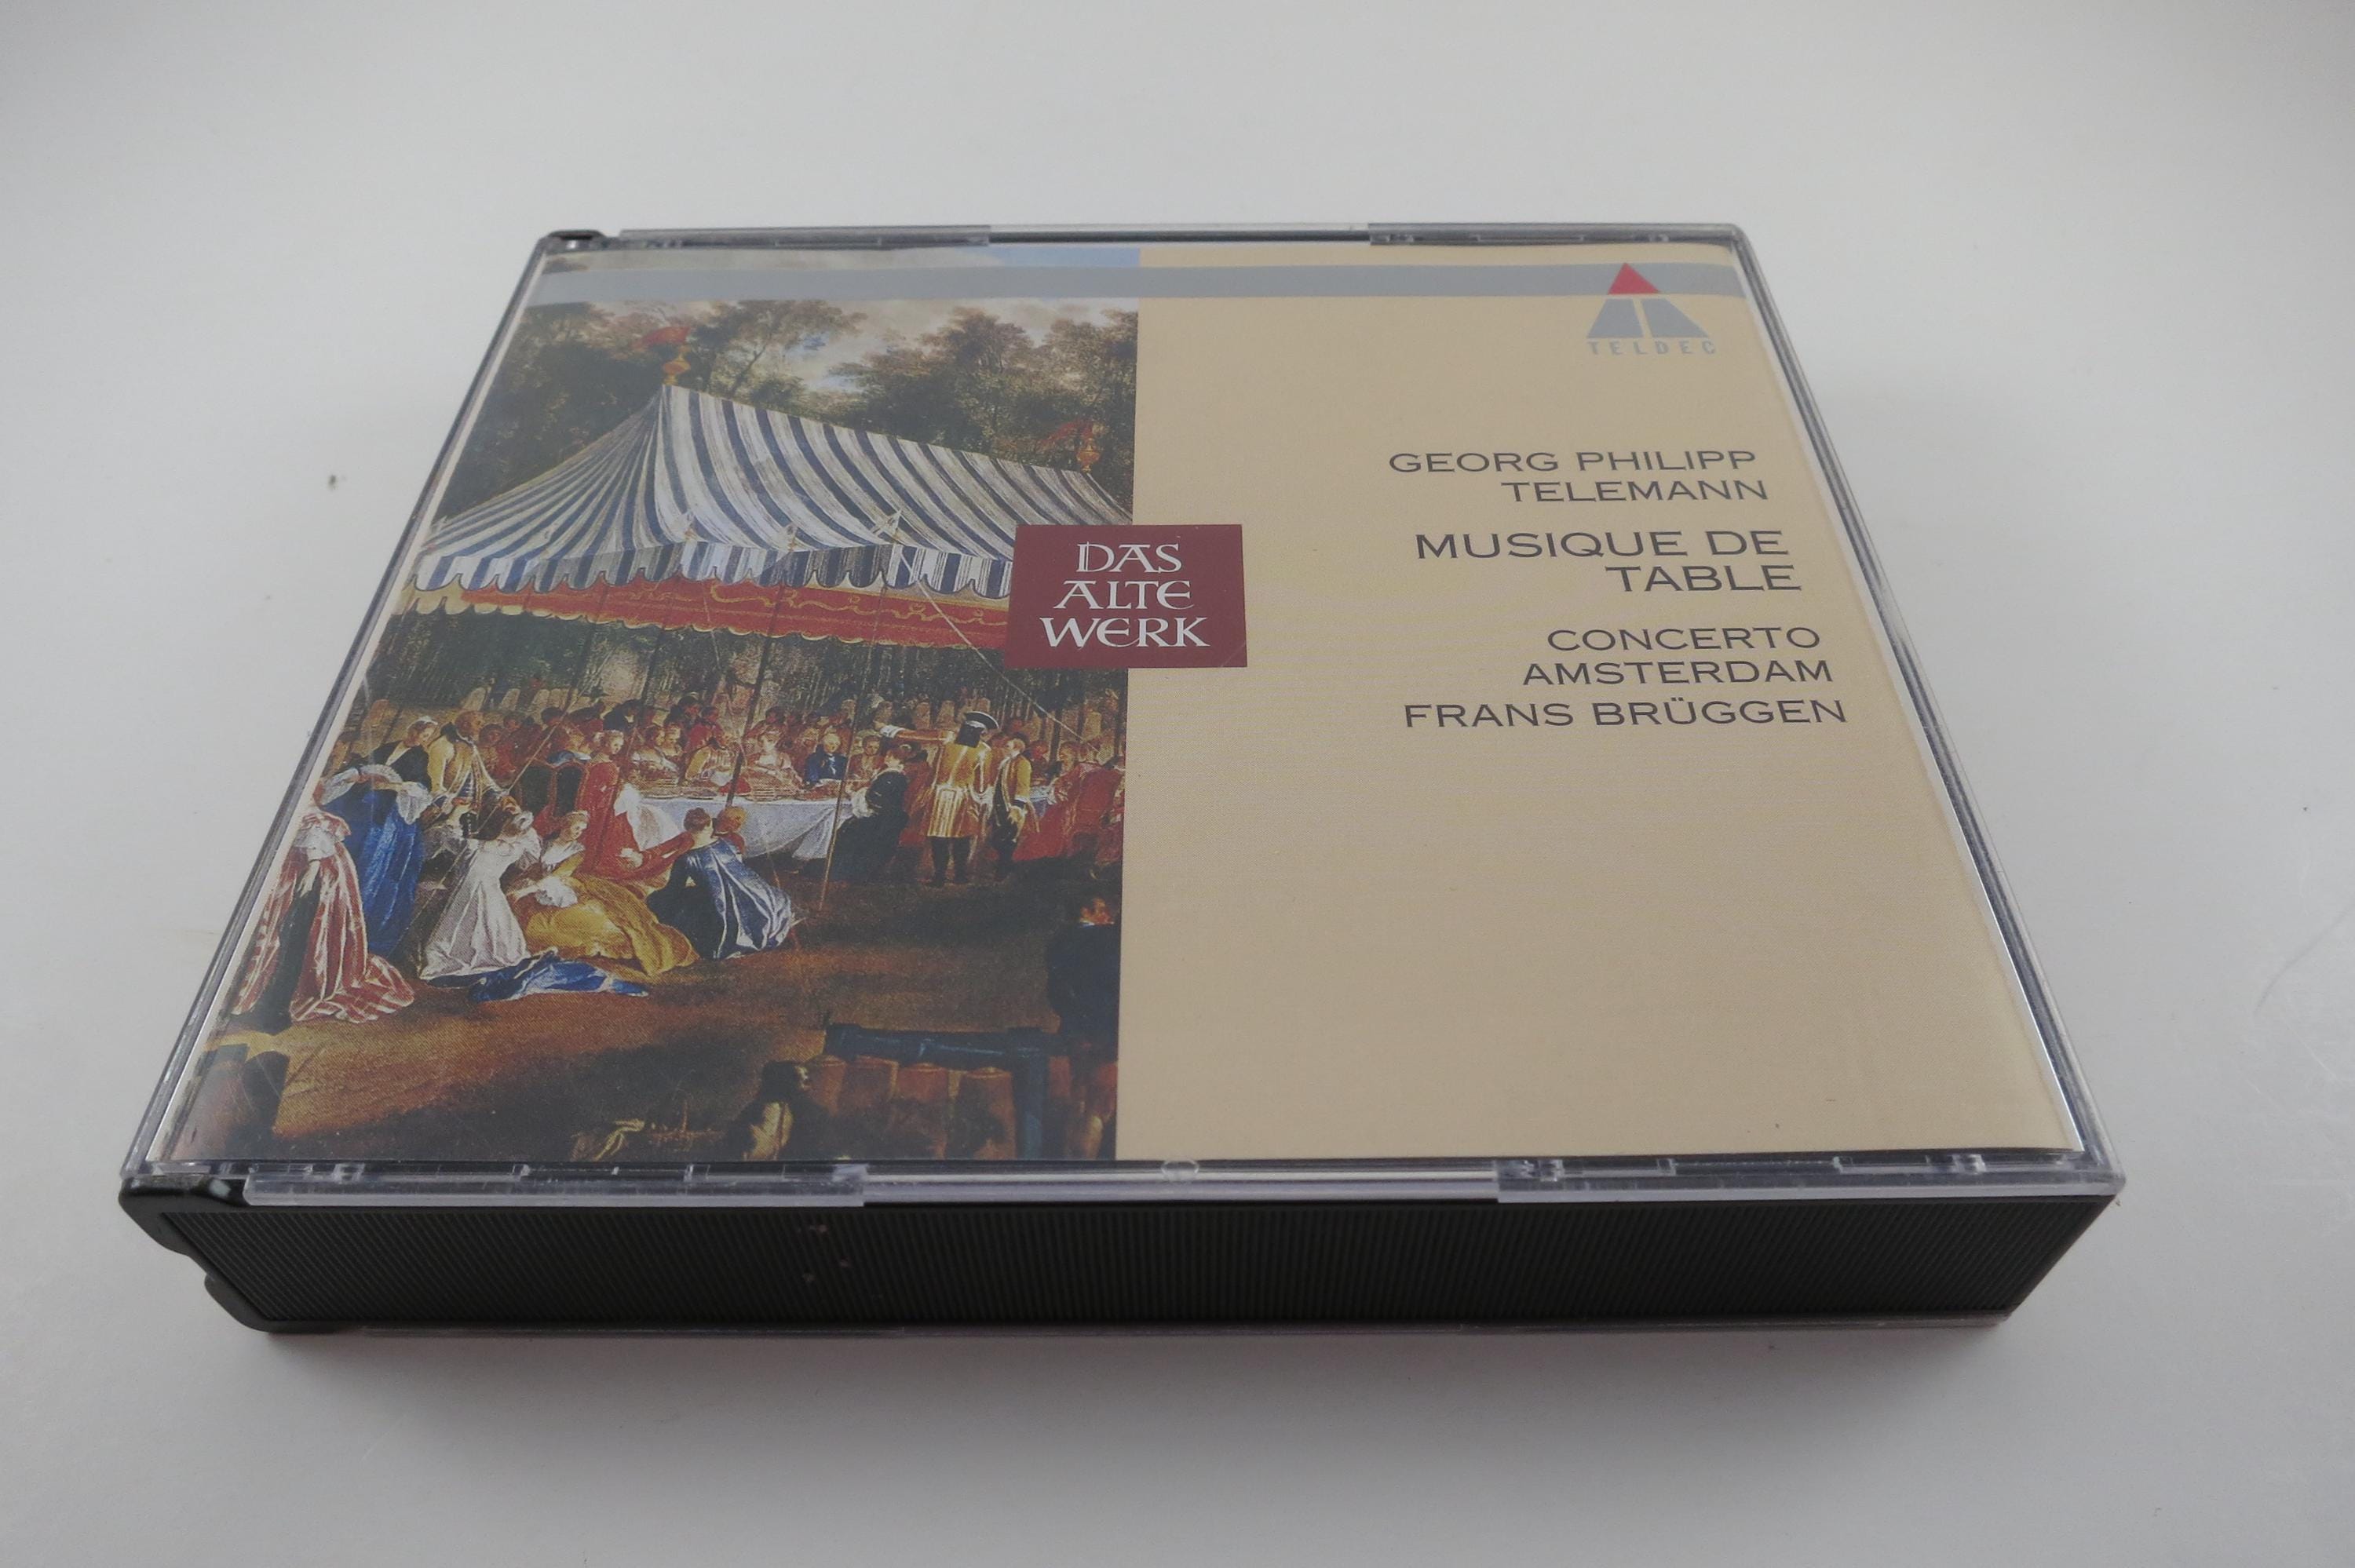 TELDEC
GEORG PHILIPP
TELEMANN
MUSIQUE DE
TABLE
CONCERTO
AMSTERDAM
FRANS BRÜGGEN
DAS
ALTE
WERK